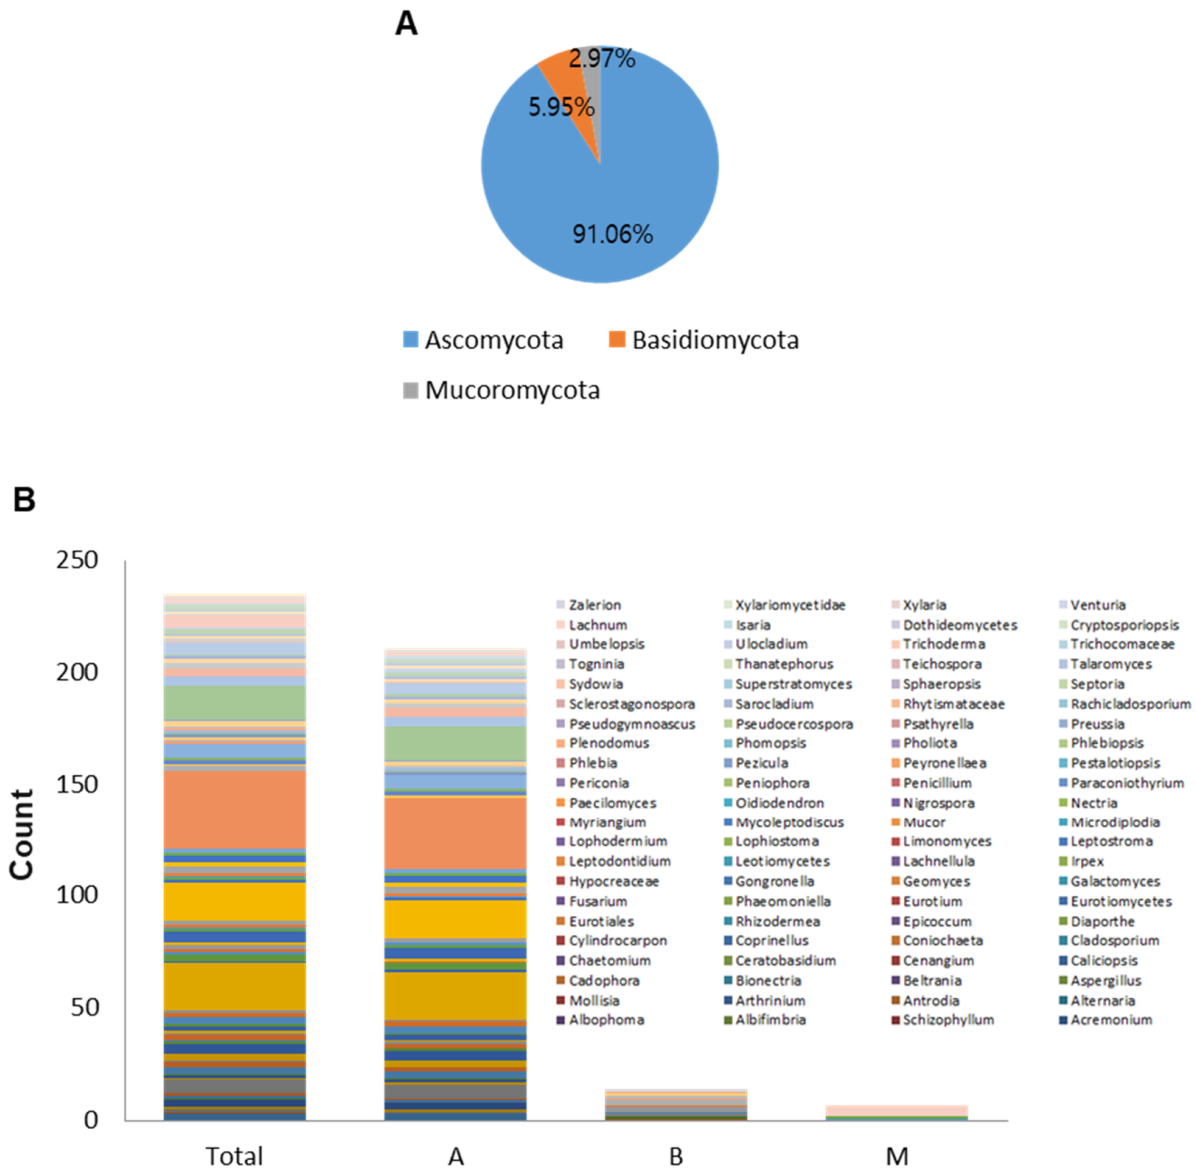 A
2.97%
5.95%
91.06%
Ascomycota Basidiomycota
Mucoromycota
B
250
200
150
100
50
0
Count
Total A B M
Zalerion Xylariomycetidae Xylaria Venturia
Lachnum Isaria Dothideomycetes Cryptosporiopsis
Umbelopsis Ulocladium Trichoderma Trichocomaceae
Togninia Thanatephorus Teichospora Talaromyces
Sydowia Superstratomyces Sphaeropsis Septoria
Sclerostagonospora Sarocladium Rhytismataceae Rachicladosporium
Pseudogymnoascus Pseudocercospora Psathyrella Preussia
Plenodomus Phomopsis Pholiota Phlebiopsis
Phlebia Pezicula Peyronellaea Pestalotiopsis
Periconia Peniophora Penicillium Paraconiothyrium
Paecilomyces Oidiodendron Nigrospora Nectria
Myriangium Mycoleptodiscus Mucor Microdiplodia
Lophodermium Lophiostoma Limonomyces Leptostroma
Leptodontidium Leotiomycetes Lachnellula Irpex
Hypocreaceae Gongronella Geomyces Galactomyces
Fusarium Phaeomoniella Eurotium Eurotiomycetes
Eurotiales Rhizodermea Epicoccum Diaporthe
Cylindrocarpon Coprinellus Coniochaeta Cladosporium
Chaetomium Ceratobasidium Cenangium Caliciopsis
Cadophora Bionectria Beltrania Aspergillus
Mollisia Arthrinium Antrodia Alternaria
Albophoma Albifimbria Schizophyllum Acremonium